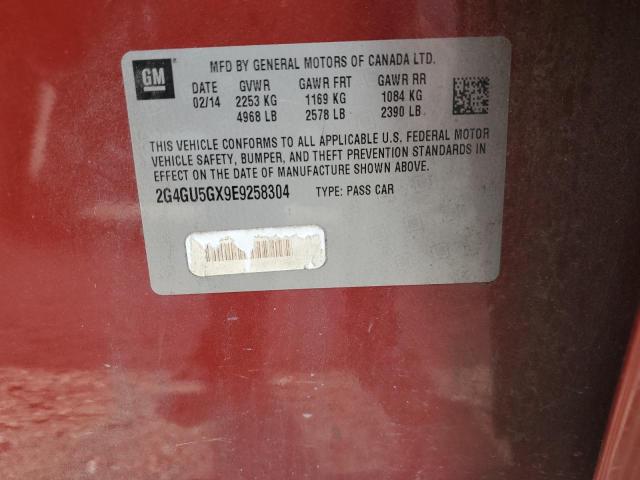 GM
MFD BY GENERAL MOTORS OF CANADA LTD.
DATE GVWR GAWR FRT GAWR RR
02/14 2253 KG 1169 KG 1084 KG
4968 LB 2578 LB 2390 LB
THIS VEHICLE CONFORMS TO ALL APPLICABLE U.S. FEDERAL MOTOR
VEHICLE SAFETY, BUMPER, AND THEFT PREVENTION STANDARDS IN
EFFECT ON THE DATE OF MANUFACTURE SHOWN ABOVE.
2G4GU5GX9E9258304 TYPE: PASS CAR